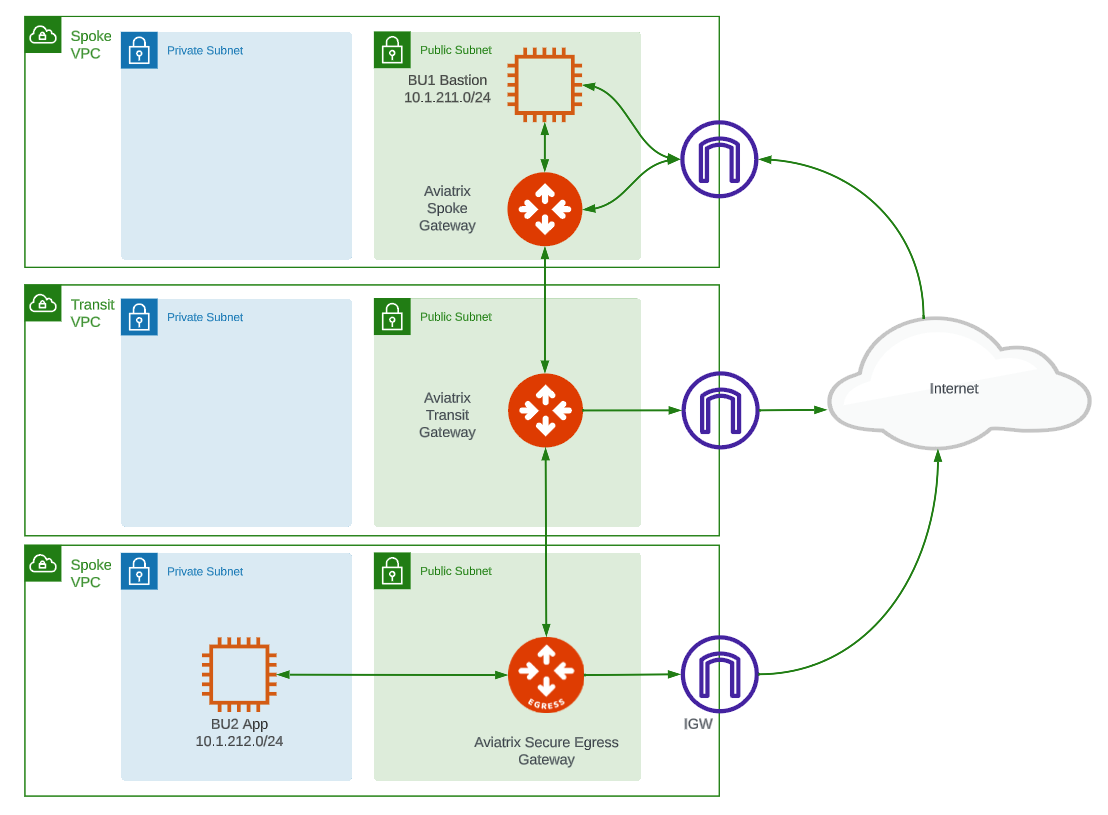 Spoke
VPC
Private Subnet
Public Subnet
BU1 Bastion
10.1.211.0/24
Aviatrix
Spoke
Gateway
Transit
VPC
Private Subnet
Public Subnet
Aviatrix
Transit
Gateway
Internet
Spoke
VPC
Private Subnet
Public Subnet
EGRESS
BU2 App
10.1.212.0/24
IGW
Aviatrix Secure Egress
Gateway